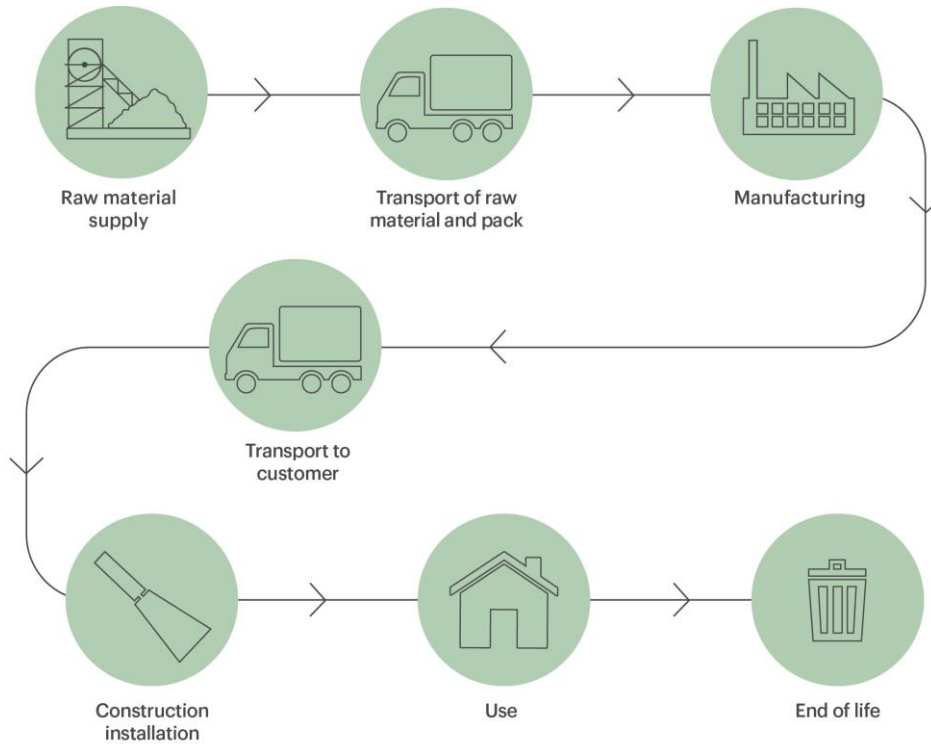 Raw material
supply
Transport of raw
material and pack
Manufacturing
Transport to
customer
Construction
installation
Use
End of life